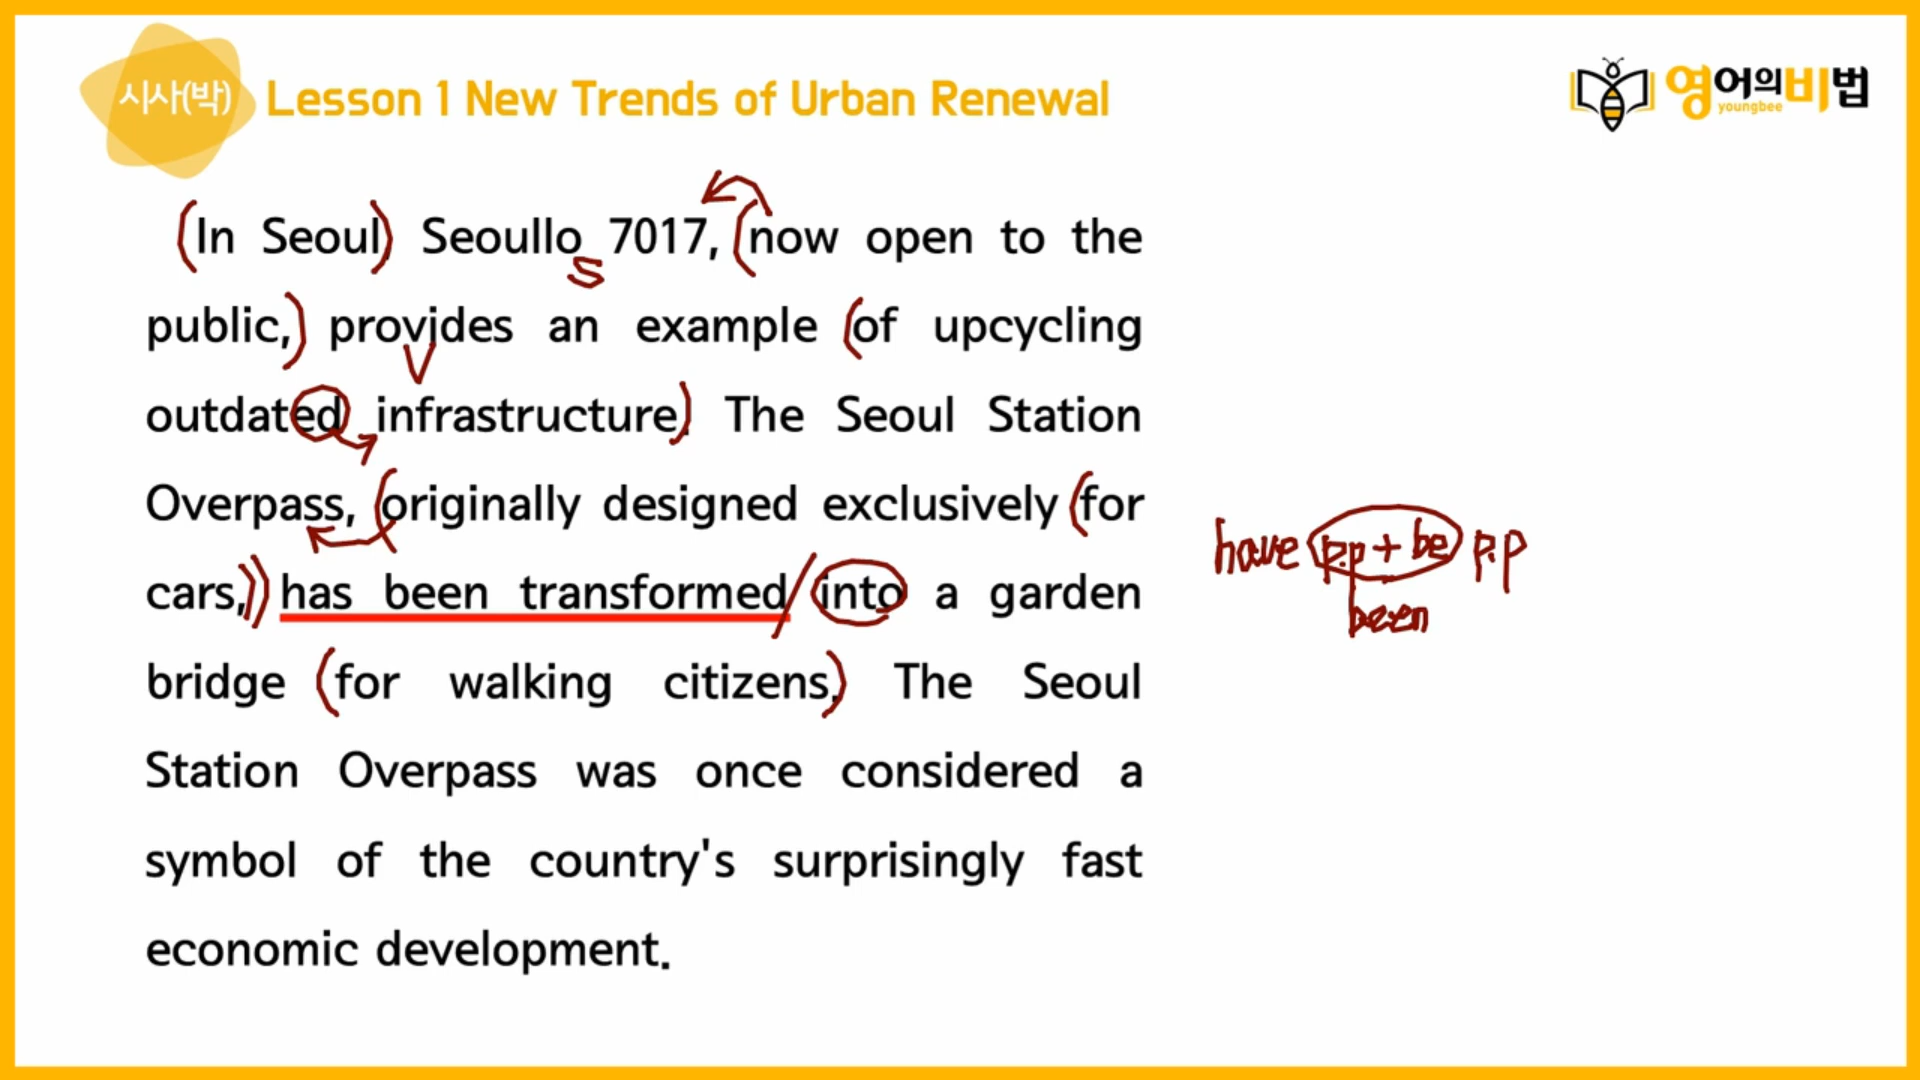 시사(박) Lesson 1 New Trends of Urban Renewal
영어의비법
youngbee
(In Seoul) Seoullo 7017, (now open to the
S
public,) provides an example (of upcycling
V
outdated infrastructure.) The Seoul Station
Overpass, (originally designed exclusively (for
have p.p + be p.p
cars,)) has been transformed / into a garden
been
bridge (for walking citizens.) The Seoul
Station Overpass was once considered a
symbol of the country's surprisingly fast
economic development.